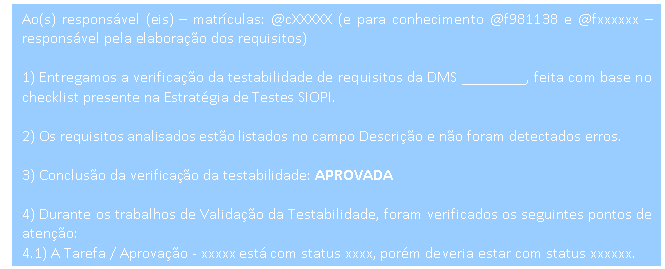 Ao(s) responsável (eis) – matrículas: @cXXXXX (e para conhecimento @f981138 e @fxxxxxx –
responsável pela elaboração dos requisitos)
1) Entregamos a verificação da testabilidade de requisitos da DMS ________, feita com base no
checklist presente na Estratégia de Testes SIOPI.
2) Os requisitos analisados estão listados no campo Descrição e não foram detectados erros.
3) Conclusão da verificação da testabilidade: APROVADA
4) Durante os trabalhos de Validação da Testabilidade, foram verificados os seguintes pontos de
atenção:
4.1) A Tarefa / Aprovação - xxxxx está com status xxxx, porém deveria estar com status xxxxxx.